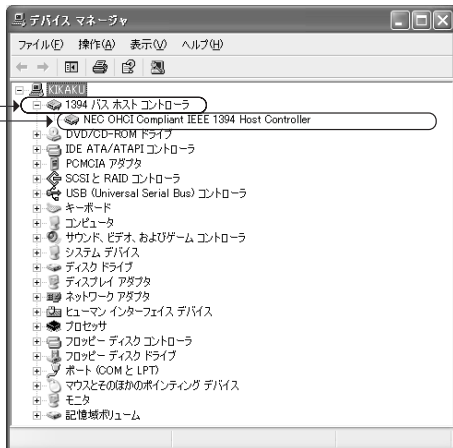 デバイス マネージャ
ファイル(F) 操作(A) 表示(V) ヘルプ(H)
KIKAKU
1394 バス ホスト コントローラ
NEC OHCI Compliant IEEE 1394 Host Controller
DVD/CD-ROM ドライブ
IDE ATA/ATAPI コントローラ
PCMCIA アダプタ
SCSI と RAID コントローラ
USB (Universal Serial Bus) コントローラ
キーボード
コンピュータ
サウンド、ビデオ、およびゲーム コントローラ
システム デバイス
ディスク ドライブ
ディスプレイ アダプタ
ネットワーク アダプタ
ヒューマン インターフェイス デバイス
プロセッサ
フロッピー ディスク コントローラ
フロッピー ディスク ドライブ
ポート (COM と LPT)
マウスとそのほかのポインティング デバイス
モニタ
記憶域ボリューム